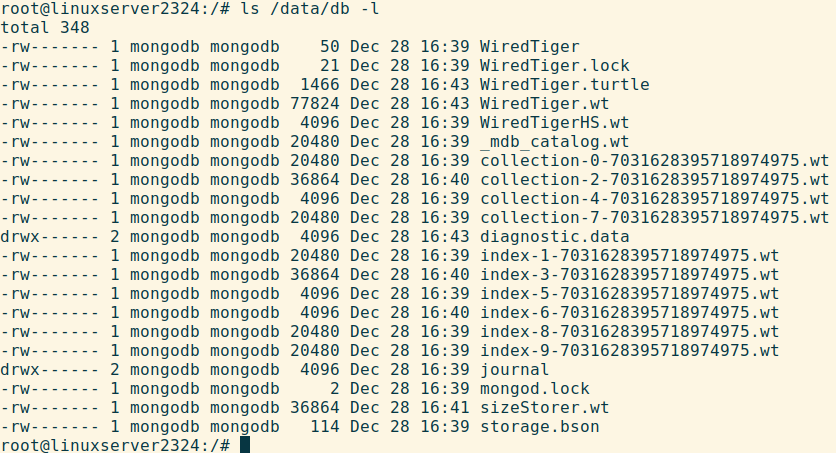 root@linuxserver2324:/# ls /data/db -l
total 348
-rw------- 1 mongodb mongodb    50 Dec 28 16:39 WiredTiger
-rw------- 1 mongodb mongodb    21 Dec 28 16:39 WiredTiger.lock
-rw------- 1 mongodb mongodb  1466 Dec 28 16:43 WiredTiger.turtle
-rw------- 1 mongodb mongodb 77824 Dec 28 16:43 WiredTiger.wt
-rw------- 1 mongodb mongodb  4096 Dec 28 16:39 WiredTigerHS.wt
-rw------- 1 mongodb mongodb 20480 Dec 28 16:39 _mdb_catalog.wt
-rw------- 1 mongodb mongodb 20480 Dec 28 16:39 collection-0-7031628395718974975.wt
-rw------- 1 mongodb mongodb 36864 Dec 28 16:40 collection-2-7031628395718974975.wt
-rw------- 1 mongodb mongodb  4096 Dec 28 16:39 collection-4-7031628395718974975.wt
-rw------- 1 mongodb mongodb 20480 Dec 28 16:39 collection-7-7031628395718974975.wt
drwx------ 2 mongodb mongodb  4096 Dec 28 16:43 diagnostic.data
-rw------- 1 mongodb mongodb 20480 Dec 28 16:39 index-1-7031628395718974975.wt
-rw------- 1 mongodb mongodb 36864 Dec 28 16:40 index-3-7031628395718974975.wt
-rw------- 1 mongodb mongodb  4096 Dec 28 16:39 index-5-7031628395718974975.wt
-rw------- 1 mongodb mongodb  4096 Dec 28 16:40 index-6-7031628395718974975.wt
-rw------- 1 mongodb mongodb 20480 Dec 28 16:39 index-8-7031628395718974975.wt
-rw------- 1 mongodb mongodb 20480 Dec 28 16:39 index-9-7031628395718974975.wt
drwx------ 2 mongodb mongodb  4096 Dec 28 16:39 journal
-rw------- 1 mongodb mongodb     2 Dec 28 16:39 mongod.lock
-rw------- 1 mongodb mongodb 36864 Dec 28 16:41 sizeStorer.wt
-rw------- 1 mongodb mongodb   114 Dec 28 16:39 storage.bson
root@linuxserver2324:/#